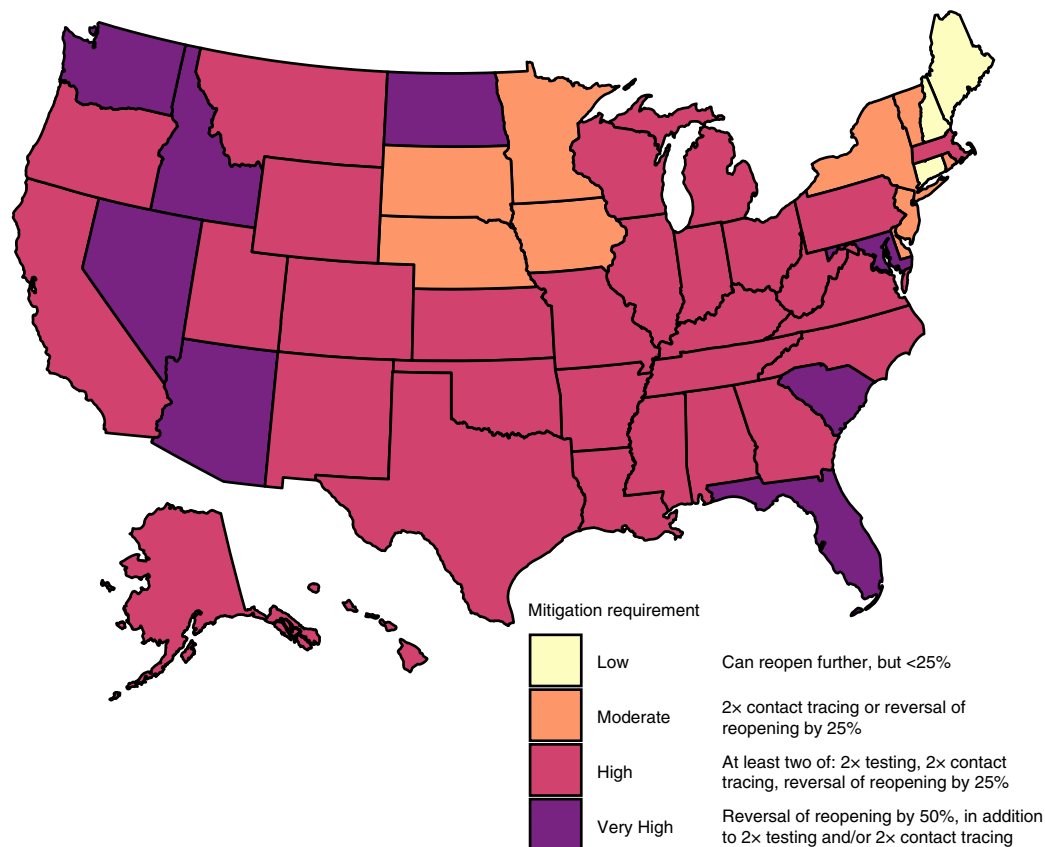 Mitigation requirement
Low
Can reopen further, but <25%
Moderate
2× contact tracing or reversal of
reopening by 25%
High
At least two of: 2× testing, 2× contact
tracing, reversal of reopening by 25%
Very High
Reversal of reopening by 50%, in addition
to 2× testing and/or 2× contact tracing